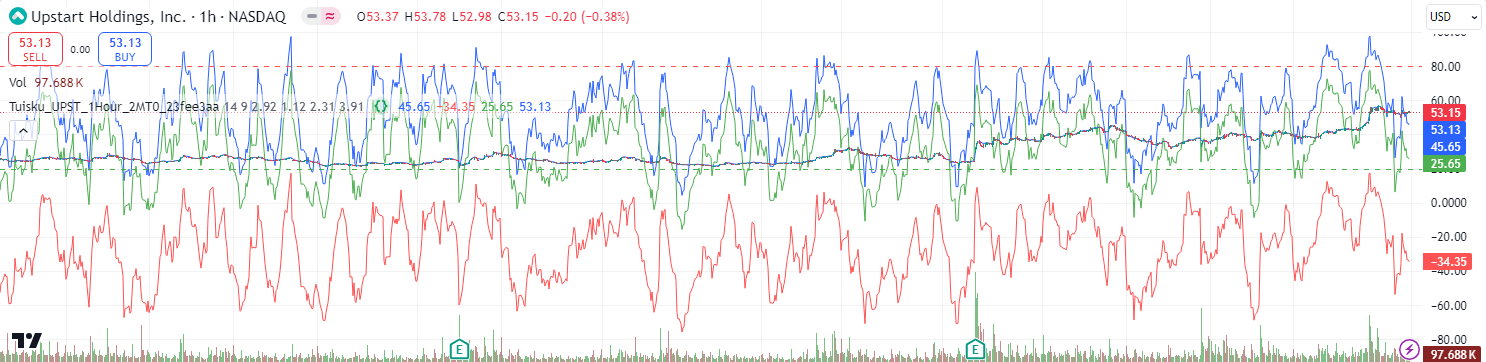 Upstart Holdings, Inc. · 1h · NASDAQ O53.37 H53.78 L52.98 C53.15 −0.20 (−0.38%)
USD
53.13 SELL 0.00 53.13 BUY
Vol 97.688 K
Tuisku_UPST_1Hour_2MT0_23fee3aa 14 9 2.92 1.12 2.31 3.91 {} 45.65 −34.35 25.65 53.13
80.00
60.00
53.15
53.13
45.65
25.65
0.0000
−20.00
−34.35
−40.00
−60.00
−80.00
97.688 K
E
E